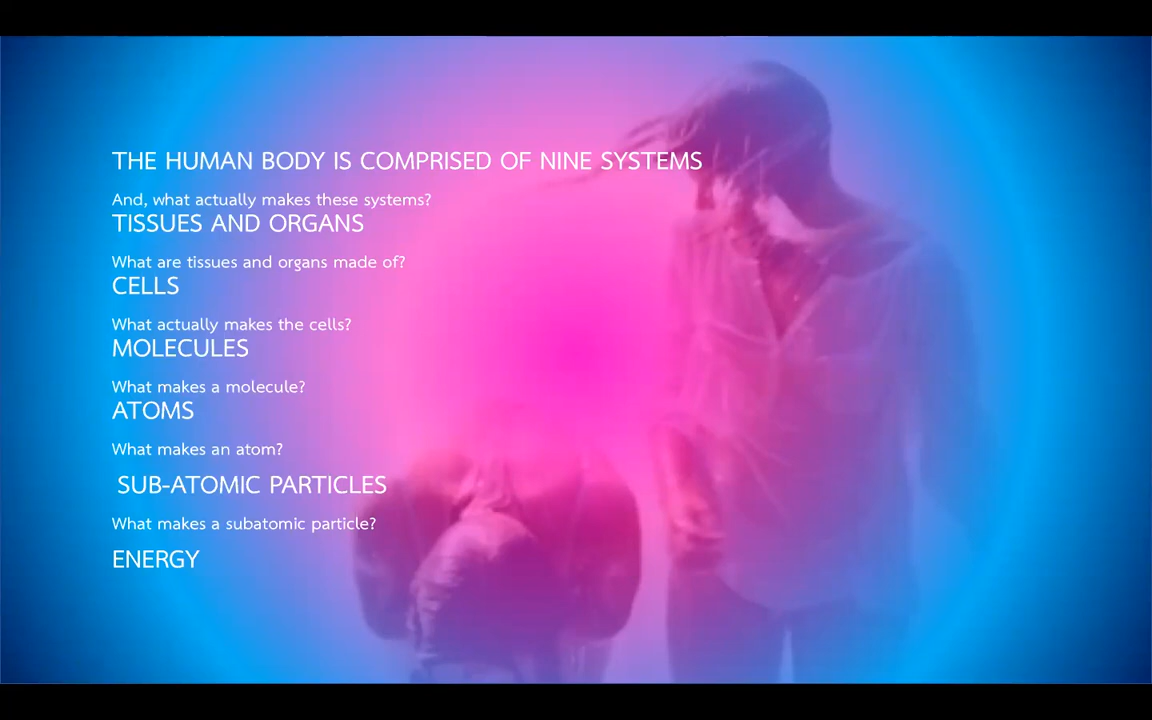 THE HUMAN BODY IS COMPRISED OF NINE SYSTEMS
And, what actually makes these systems?
TISSUES AND ORGANS
What are tissues and organs made of?
CELLS
What actually makes the cells?
MOLECULES
What makes a molecule?
ATOMS
What makes an atom?
SUB-ATOMIC PARTICLES
What makes a subatomic particle?
ENERGY